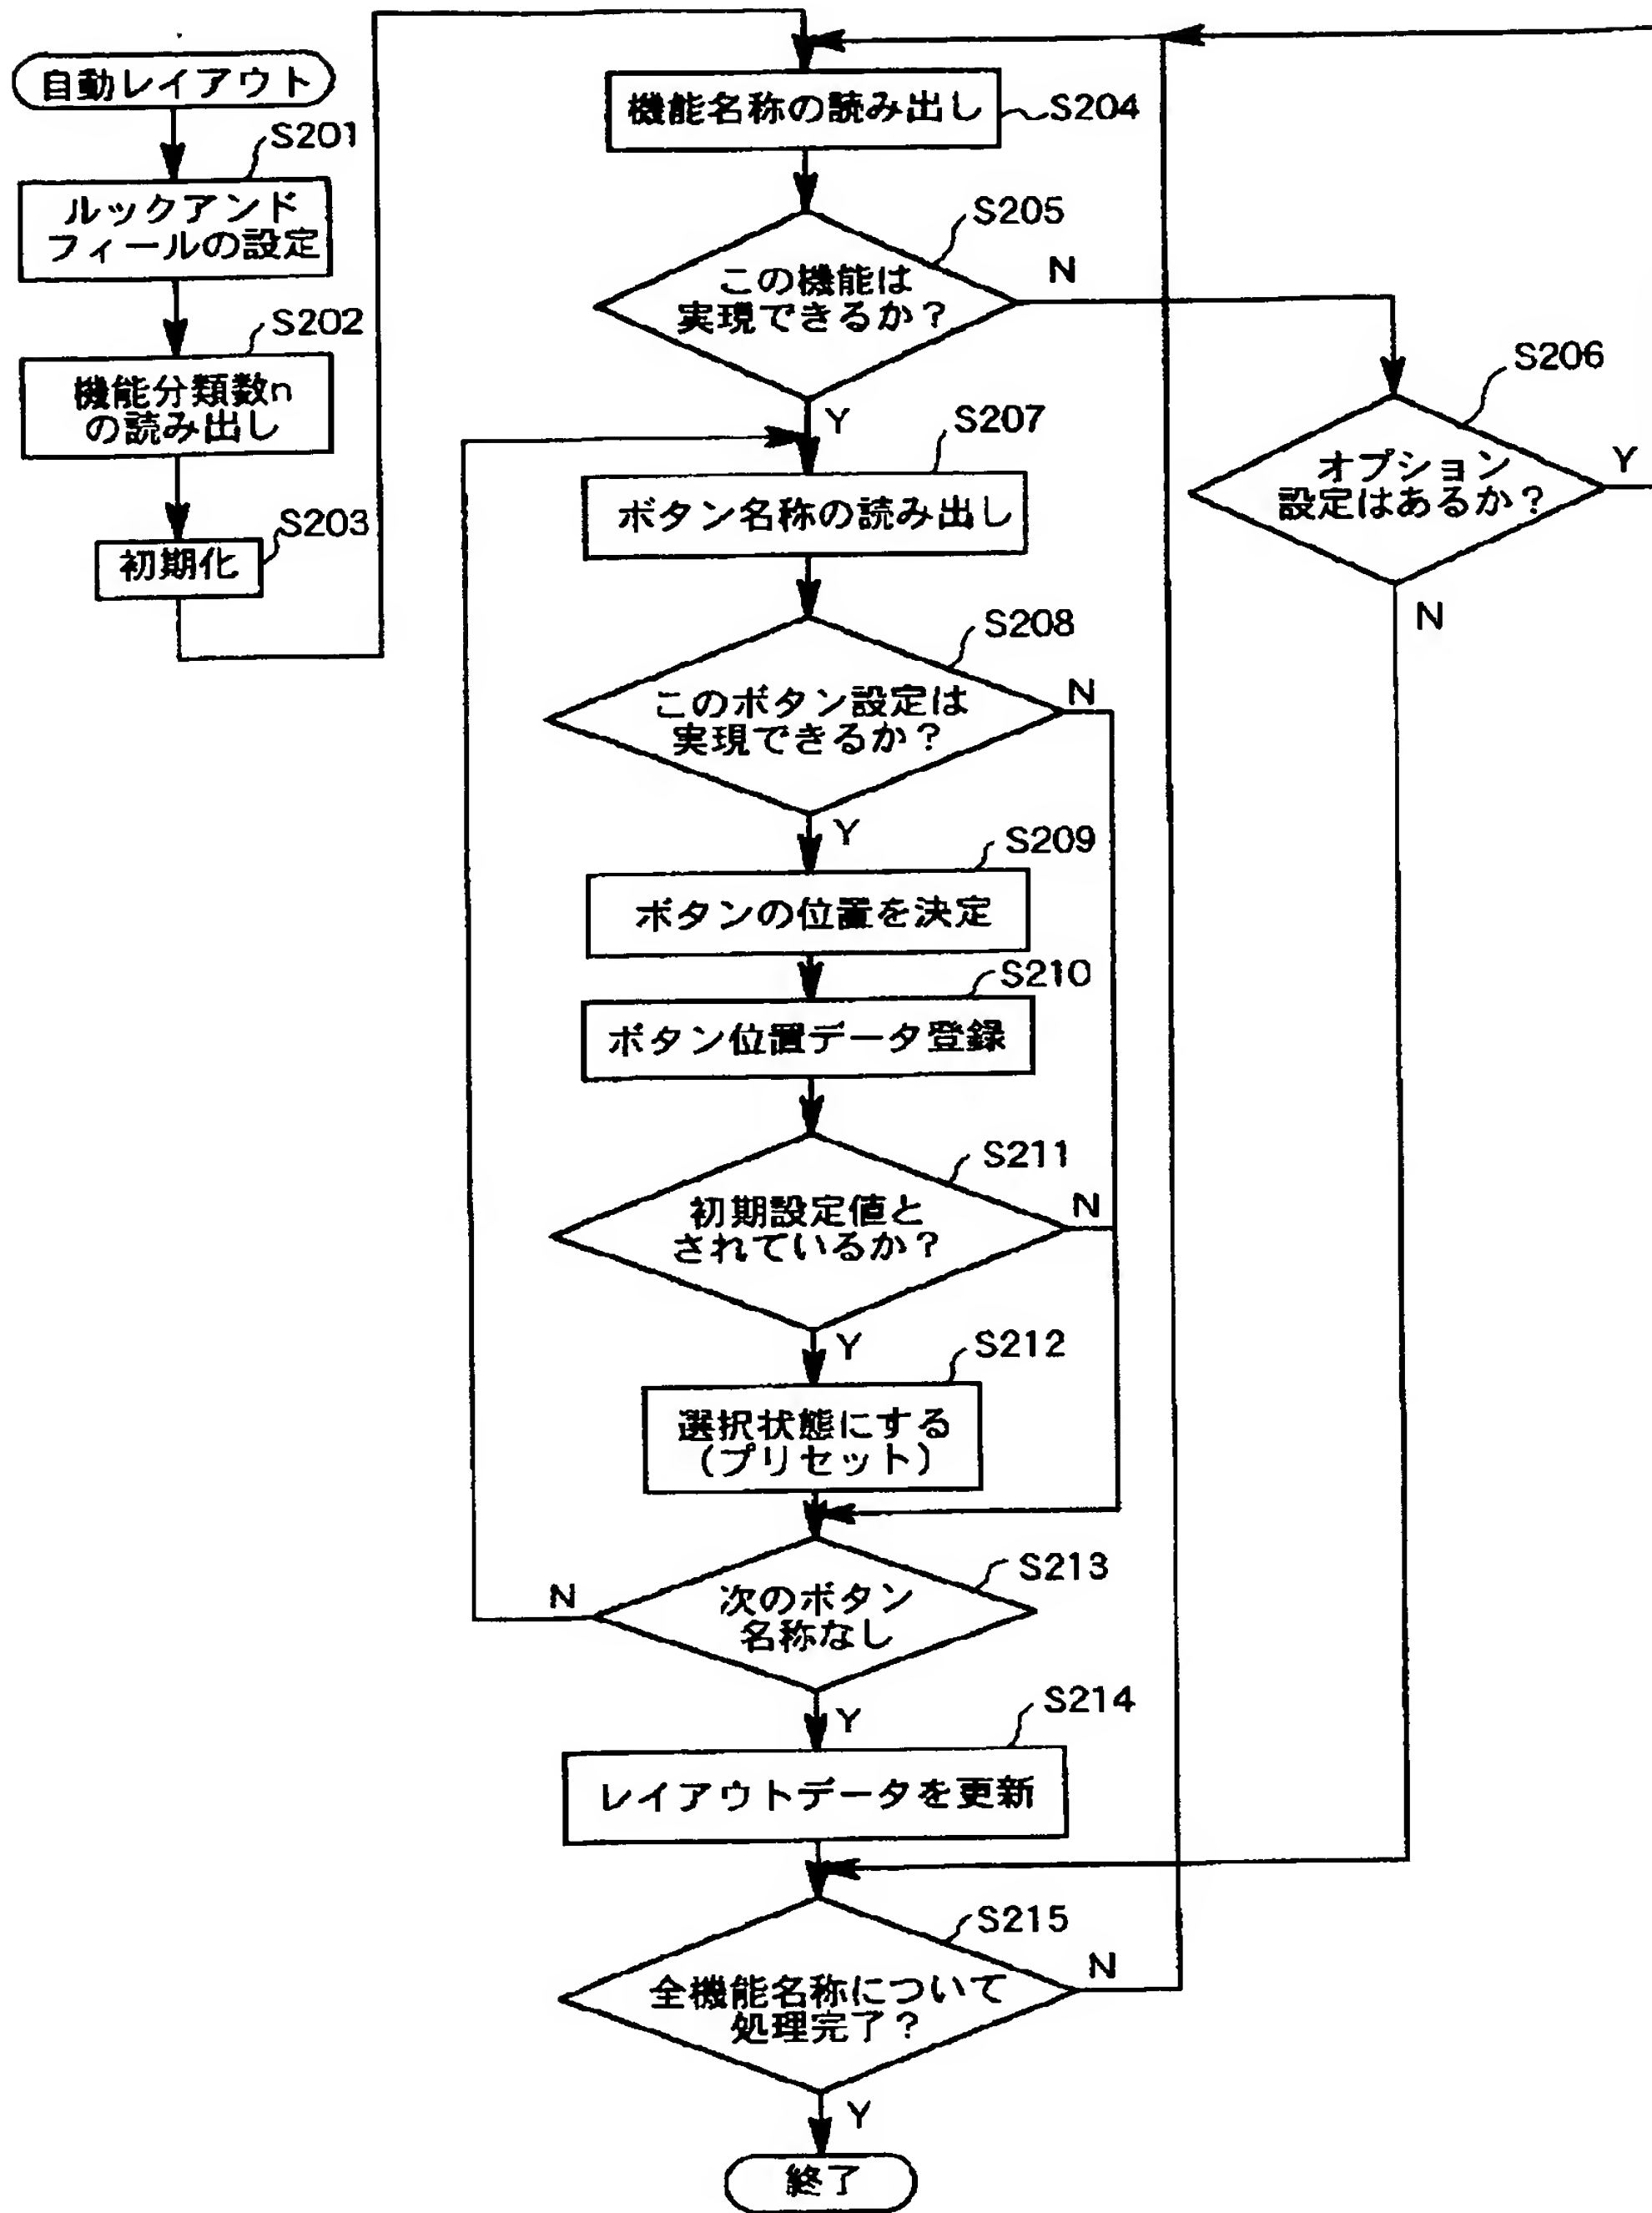 自動レイアウト
S201
ルックアンド
フィールの設定
S202
機能分類数n
の読み出し
S203
初期化
機能名称の読み出し
S204
S205
この機能は
実現できるか?
N
Y
S206
オプション
設定はあるか?
Y
N
S207
ボタン名称の読み出し
S208
このボタン設定は
実現できるか?
N
Y
S209
ボタンの位置を決定
S210
ボタン位置データ登録
S211
初期設定値と
されているか?
N
Y
S212
選択状態にする
(プリセット)
S213
次のボタン
名称なし
N
Y
S214
レイアウトデータを更新
S215
全機能名称について
処理完了?
N
Y
終了